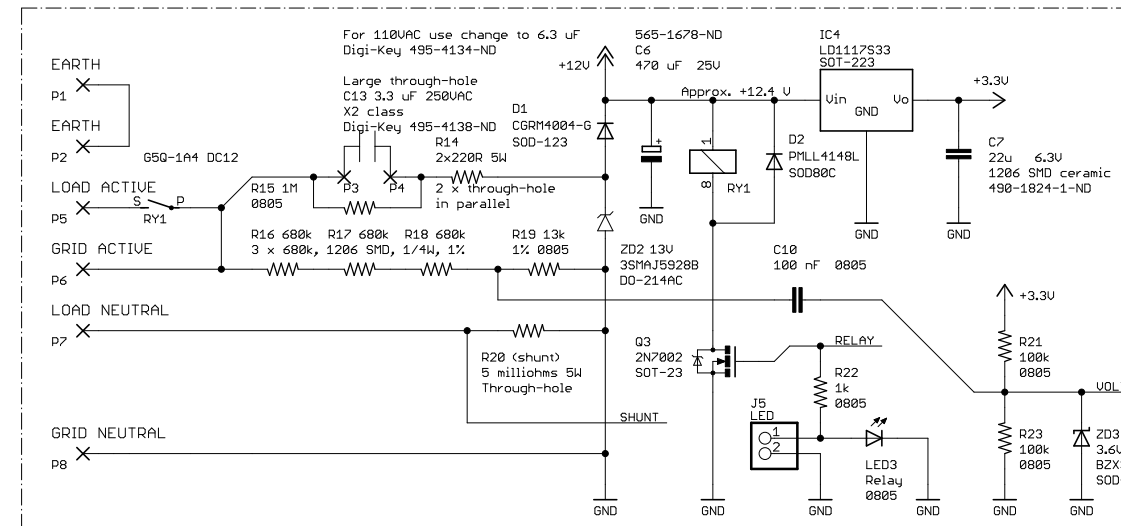 For 110VAC use change to 6.3 uF
Digi-Key 495-4134-ND
565-1678-ND
C6
470 uF 25V
IC4
LD1117S33
SOT-223
EARTH
P1
+12V
Large through-hole
C13 3.3 uF 250VAC
X2 class
Digi-Key 495-4138-ND
D1
CGRM4004-G
SOD-123
Approx. +12.4 V
Vin
Vo
GND
+3.3V
EARTH
P2
G5Q-1A4 DC12
R14
2x220R 5W
D2
PMLL4148L
SOD80C
C7
22u 6.3V
1206 SMD ceramic
490-1824-1-ND
LOAD ACTIVE
P5
S
P
RY1
R15 1M
0805
P3
P4
2 x through-hole
in parallel
1
8
RY1
GND
GND
GND
GRID ACTIVE
P6
R16 680k
R17 680k
R18 680k
3 x 680k, 1206 SMD, 1/4W, 1%
R19 13k
1% 0805
ZD2 13V
3SMAJ5928B
DO-214AC
C10
100 nF 0805
+3.3V
LOAD NEUTRAL
P7
R20 (shunt)
5 milliohms 5W
Through-hole
SHUNT
Q3
2N7002
SOT-23
RELAY
R22
1k
0805
R21
100k
0805
VOL
J5
LED
1
2
LED3
Relay
0805
R23
100k
0805
ZD3
3.6V
BZX
SOD
GRID NEUTRAL
P8
GND
GND
GND
GND
GND
GND